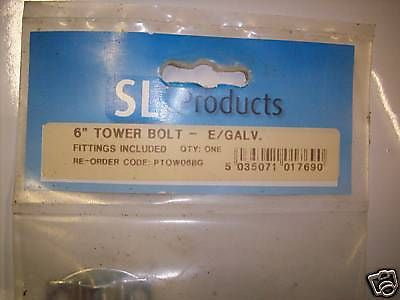 SL Products
6" TOWER BOLT - E/GALV.
FITTINGS INCLUDED QTY: ONE
RE-ORDER CODE: PTOW06BG
5 035071 017690